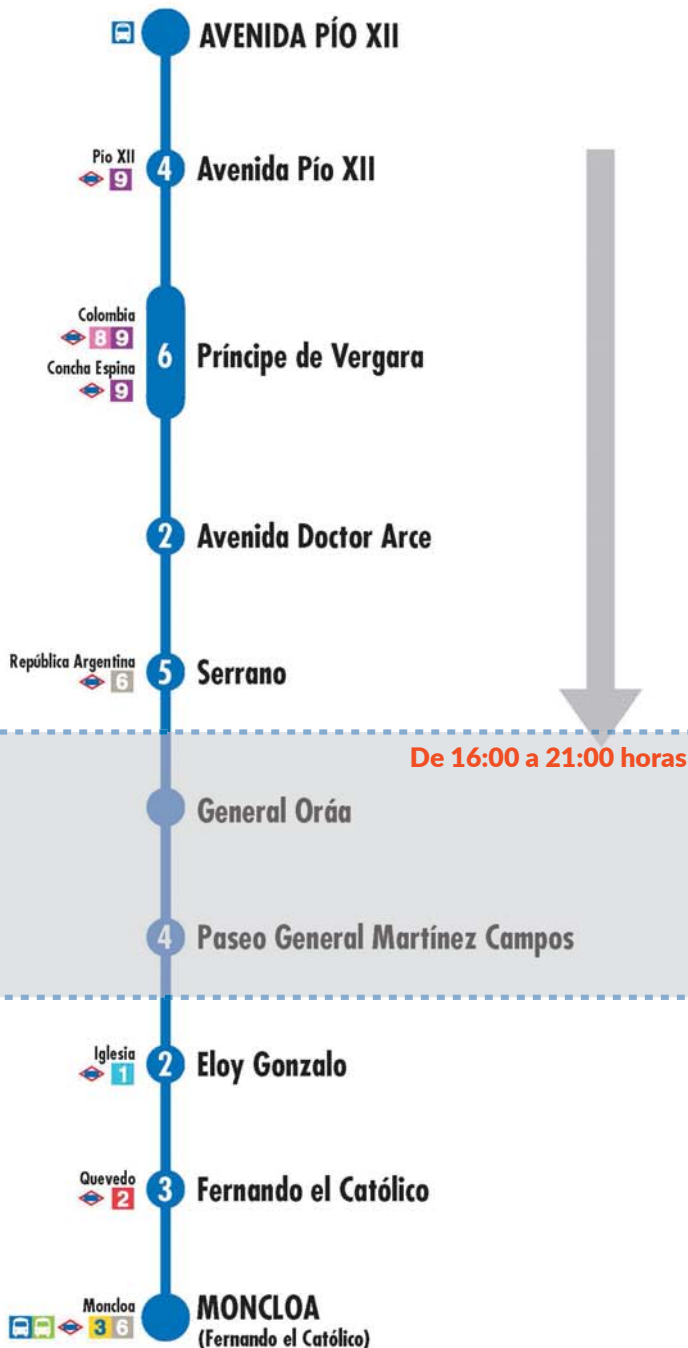 AVENIDA PÍO XII
Pio XII
9
4
Avenida Pío XII
Colombia
8 9
Concha Espina
9
6
Príncipe de Vergara
2
Avenida Doctor Arce
República Argentina
6
5
Serrano
De 16:00 a 21:00 horas
General Oráa
4
Paseo General Martínez Campos
Iglesia
1
2
Eloy Gonzalo
Quevedo
2
3
Fernando el Católico
Moncloa
3 6
MONCLOA
(Fernando el Católico)